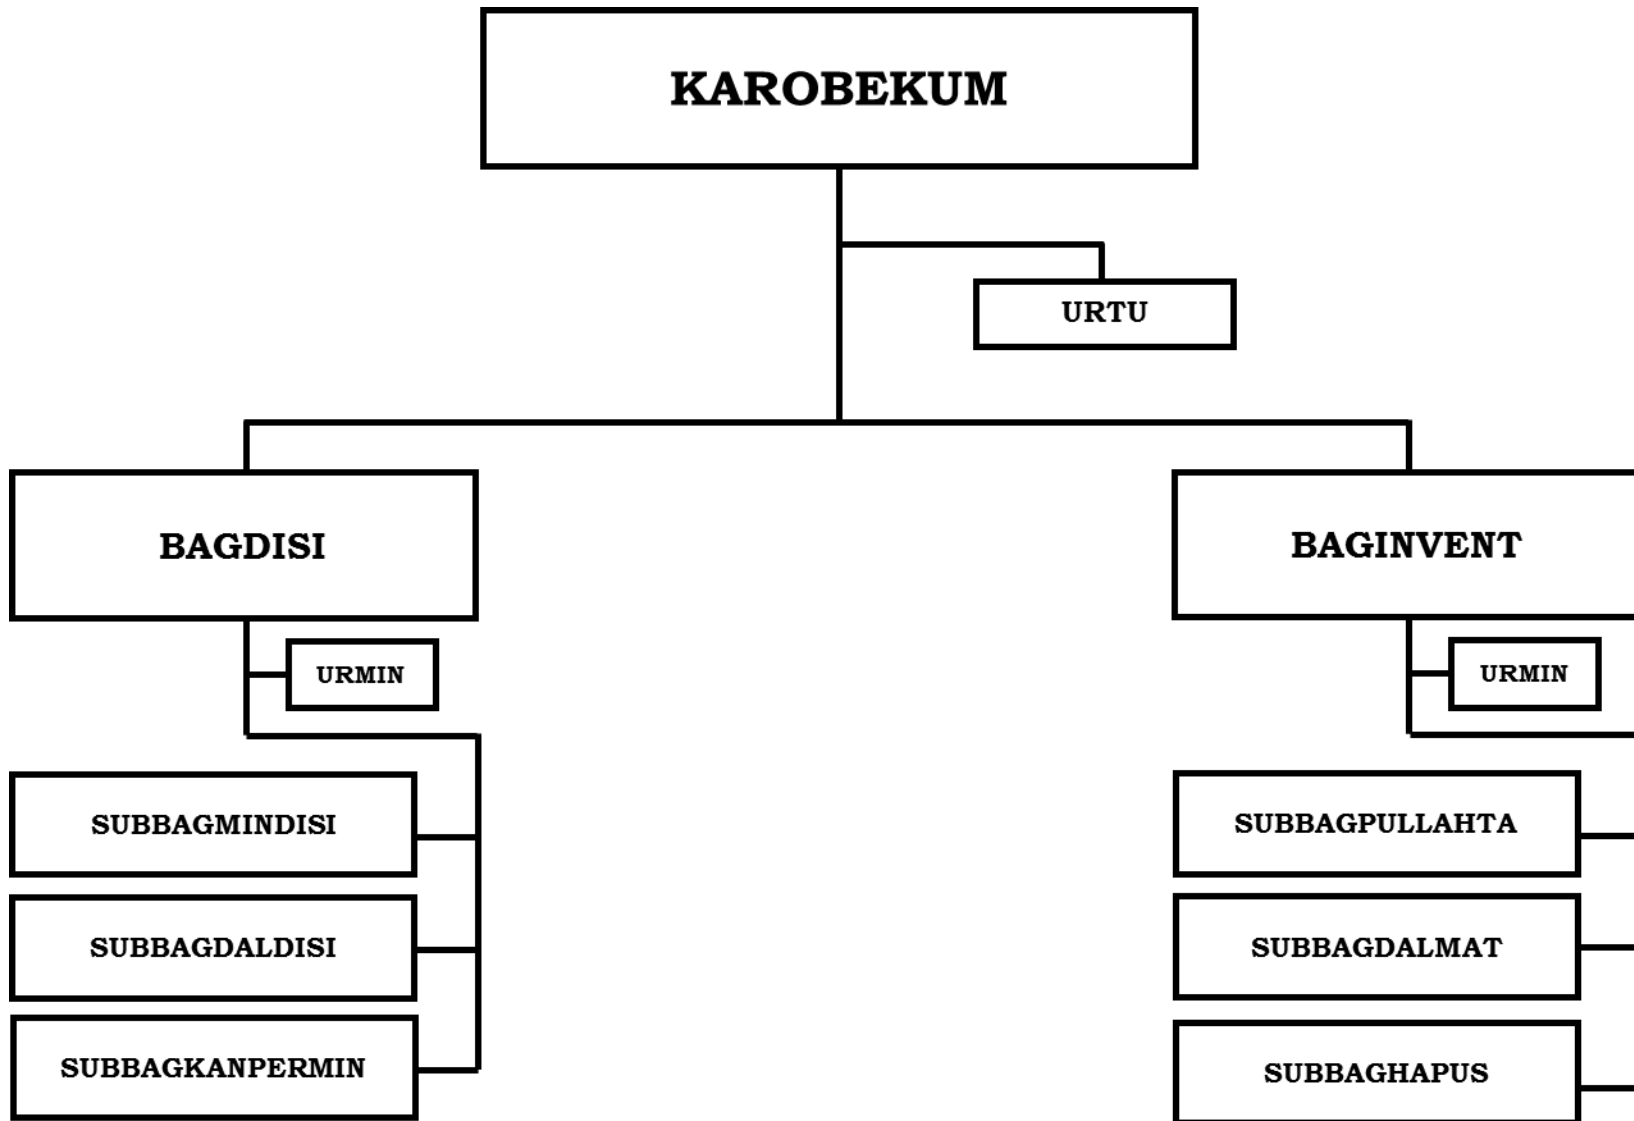 KAROBEKUM
URTU
BAGDISI
BAGINVENT
URMIN
URMIN
SUBBAGMINDISI
SUBBAGPULLAHTA
SUBBAGDALDISI
SUBBAGDALMAT
SUBBAGKANPERMIN
SUBBAGHAPUS